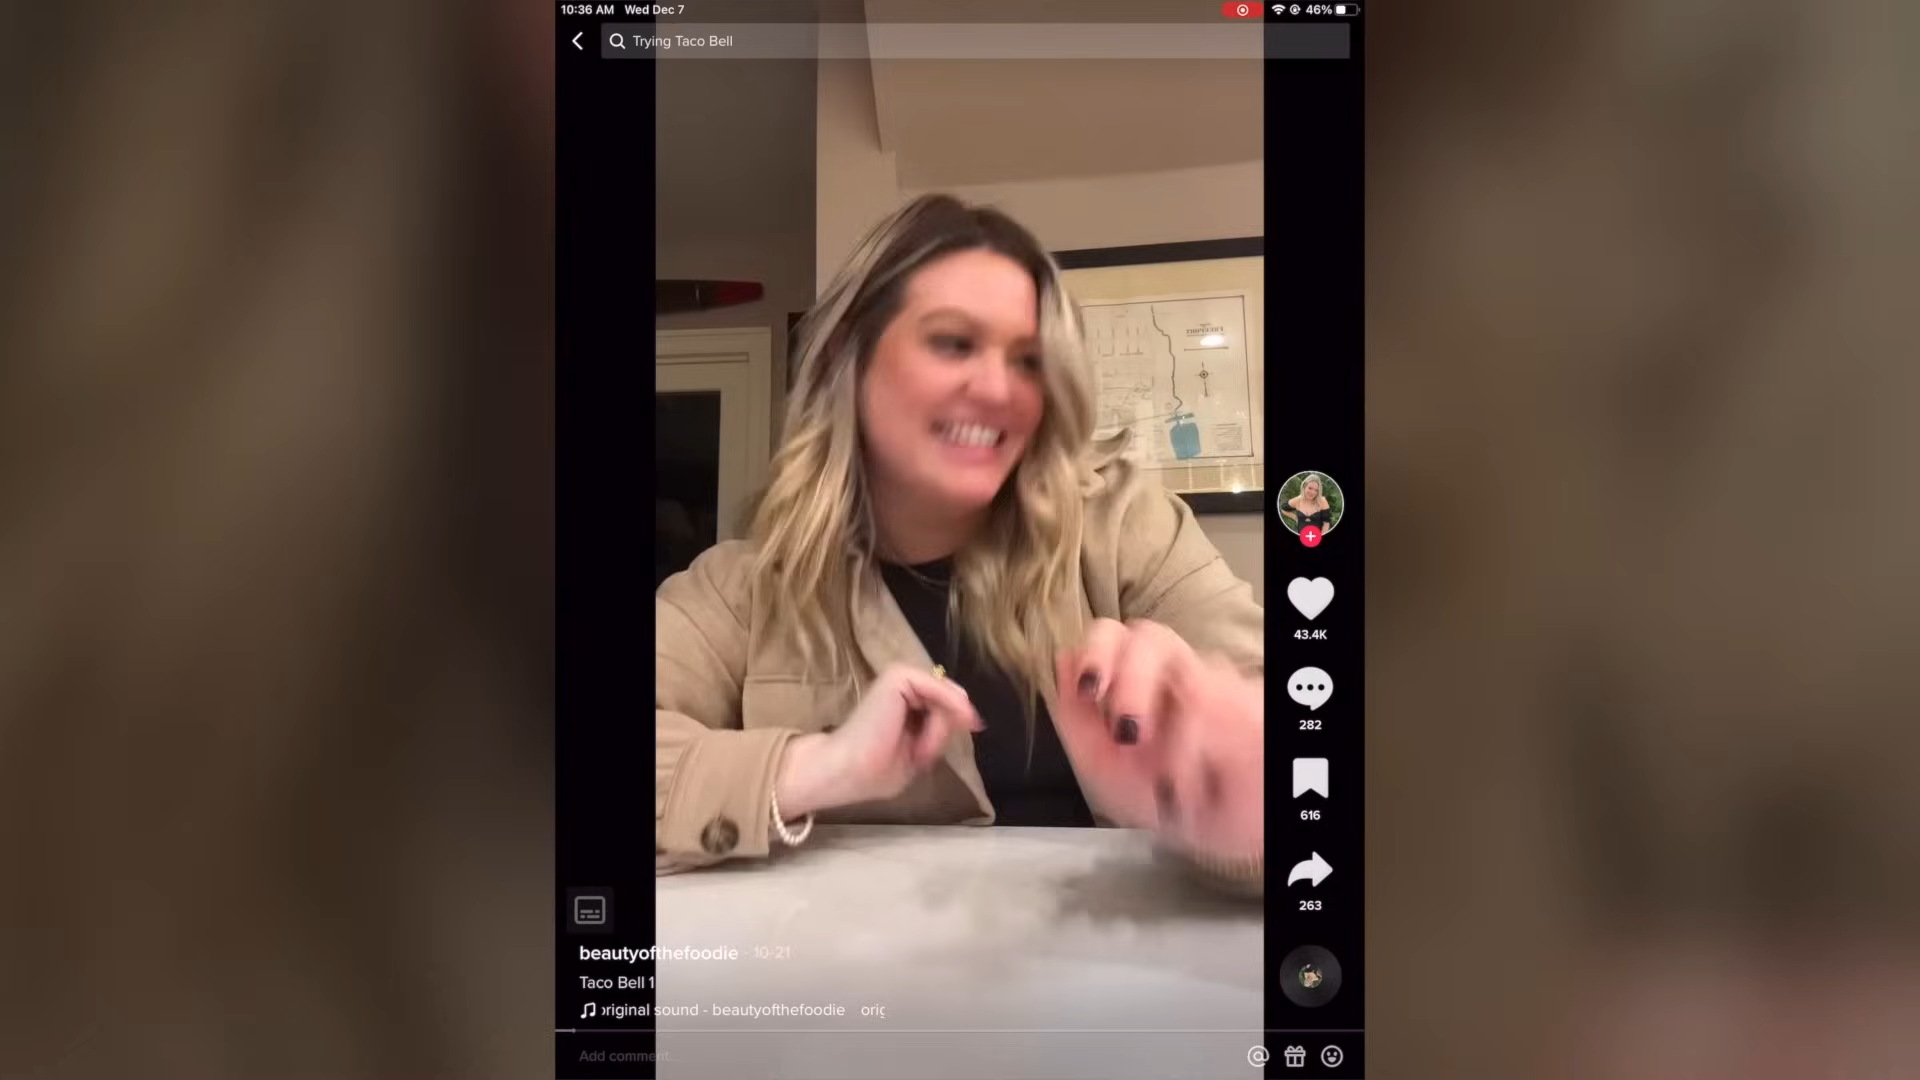 10:36 AM Wed Dec 7
46%
Trying Taco Bell
43.4K
282
616
263
beautyofthefoodie · 10-21
Taco Bell 1
original sound - beautyofthefoodie orig
Add comment...